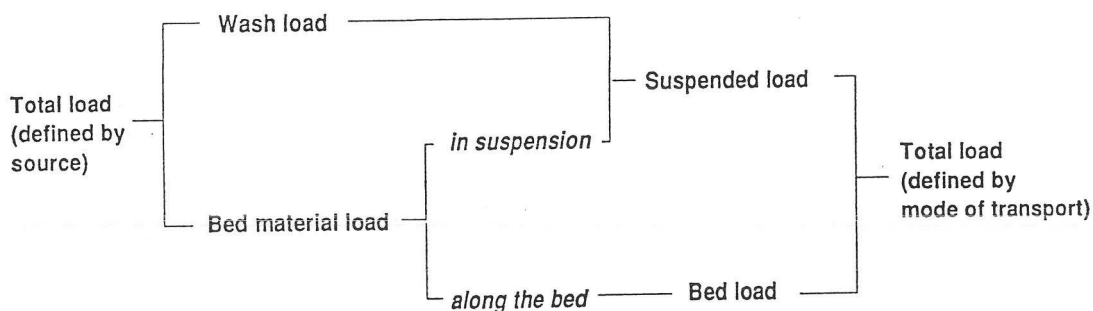 Wash load
Suspended load
Total load
(defined by
source)
in suspension
Total load
(defined by
mode of transport)
Bed material load
along the bed
Bed load